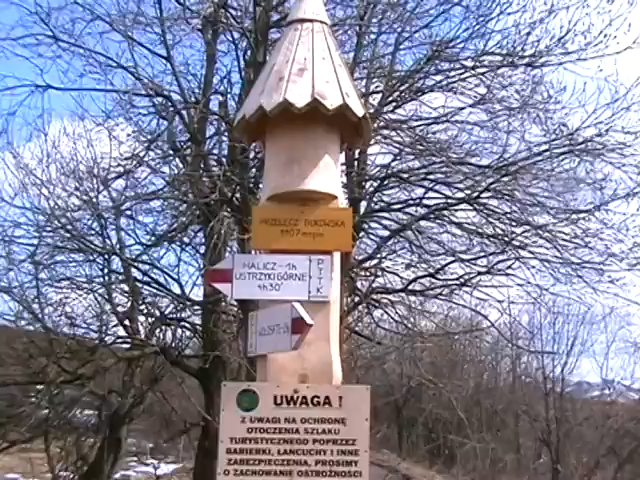 PRZEŁĘCZ BUKOWSKA
1107 m npm
HALICZ - 1h
USTRZYKI GÓRNE
4h30'
PTTK
UWAGA !
Z UWAGI NA OCHRONĘ
OTOCZENIA SZLAKU
TURYSTYCZNEGO POPRZEZ
BARIERKI, ŁAŃCUCHY I INNE
ZABEZPIECZENIA, PROSIMY
O ZACHOWANIE OSTROŻNOŚCI